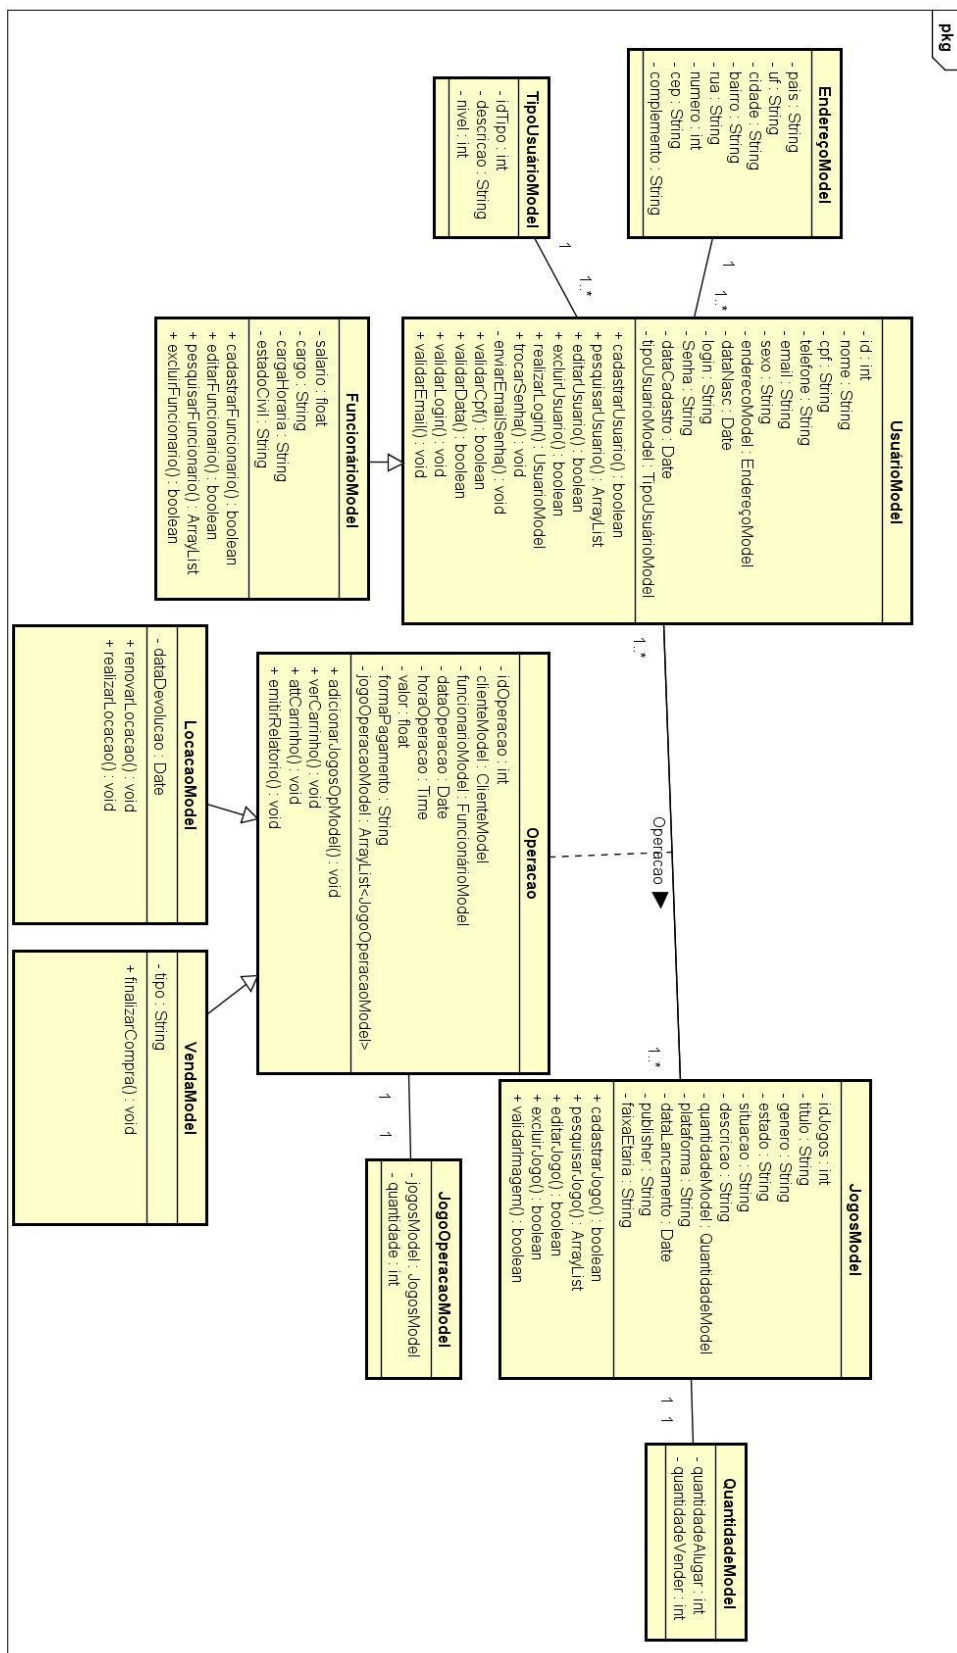 pkg
EndereçoModel
- pais : String
- uf : String
- cidade : String
- bairro : String
- rua : String
- numero : int
- cep : String
- complemento : String
TipoUsuárioModel
- idTipo : int
- descricao : String
- nivel : int
1
1..*
1
1..*
UsuárioModel
- id : int
- nome : String
- cpf : String
- telefone : String
- email : String
- sexo : String
- enderecoModel : EndereçoModel
- dataNasc : Date
- login : String
- Senha : String
- dataCadastro : Date
- tipoUsuarioModel : TipoUsuárioModel
+ cadastrarUsuario() : boolean
+ pesquisarUsuario() : ArrayList
+ editarUsuario() : boolean
+ excluirUsuario() : boolean
+ realizarLogin() : UsuarioModel
+ trocarSenha() : void
- enviarEmailSenha() : void
+ validarCpf() : boolean
+ validarData() : boolean
+ validarLogin() : void
+ validarEmail() : void
FuncionárioModel
- salario : float
- cargo : String
- cargaHoraria : String
- estadoCivil : String
+ cadastrarFuncionario() : boolean
+ editarFuncionario() : boolean
+ pesquisarFuncionario() : ArrayList
+ excluirFuncionario() : boolean
1..*
Operacao
1..*
Operacao
- idOperacao : int
- clienteModel : ClienteModel
- funcionarioModel : FuncionárioModel
- dataOperacao : Date
- horaOperacao : Time
- valor : float
- formaPagamento : String
- jogoOperacaoModel : ArrayList<JogoOperacaoModel>
+ adicionarJogosOpModel() : void
+ verCarrinho() : void
+ attCarrinho() : void
+ emitirRelatorio() : void
LocacaoModel
- dataDevolucao : Date
+ renovarLocacao() : void
+ realizarLocacao() : void
VendaModel
- tipo : String
+ finalizarCompra() : void
1
1
JogoOperacaoModel
- jogosModel : JogosModel
- quantidade : int
JogosModel
- idJogos : int
- titulo : String
- genero : String
- estado : String
- situacao : String
- descricao : String
- quantidadeModel : QuantidadeModel
- plataforma : String
- dataLancamento : Date
- publisher : String
- faixaEtaria : String
+ cadastrarJogo() : boolean
+ pesquisarJogo() : ArrayList
+ editarJogo() : boolean
+ excluirJogo() : boolean
+ validarImagem() : boolean
1
1
QuantidadeModel
- quantidadeAlugar : int
- quantidadeVender : int